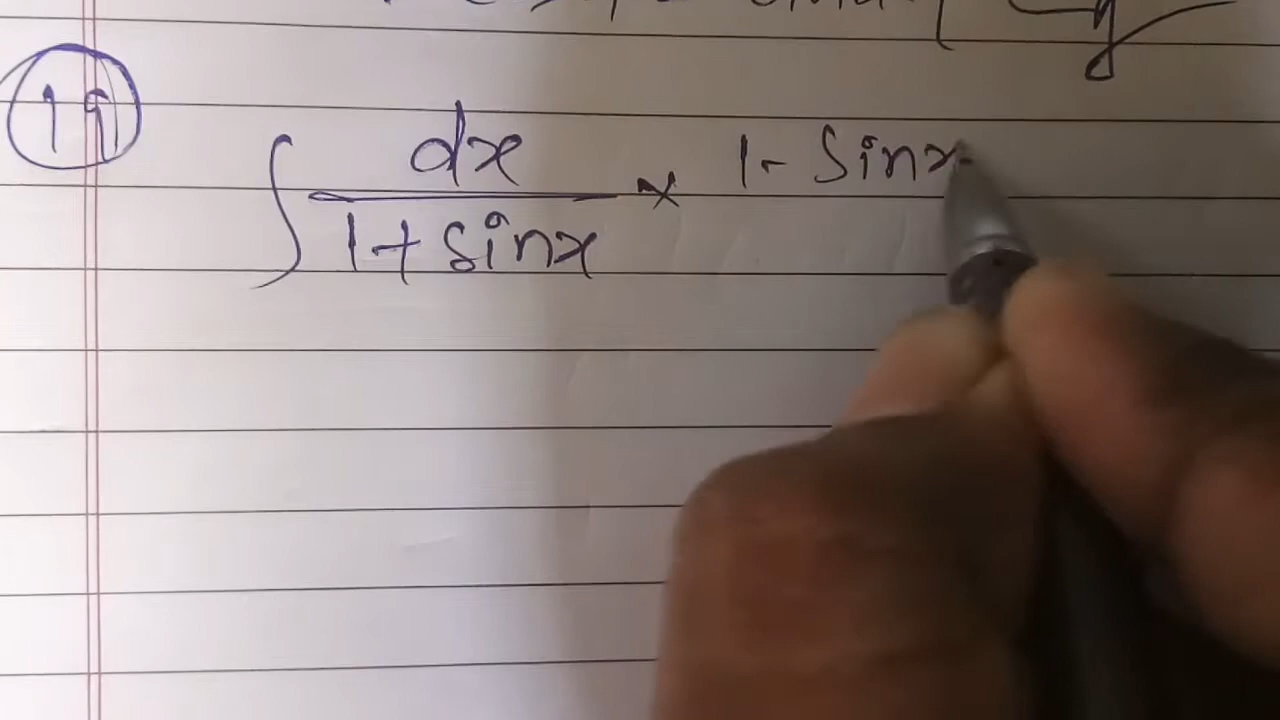 19
∫ dx / 1 + sinx × 1 - Sinx